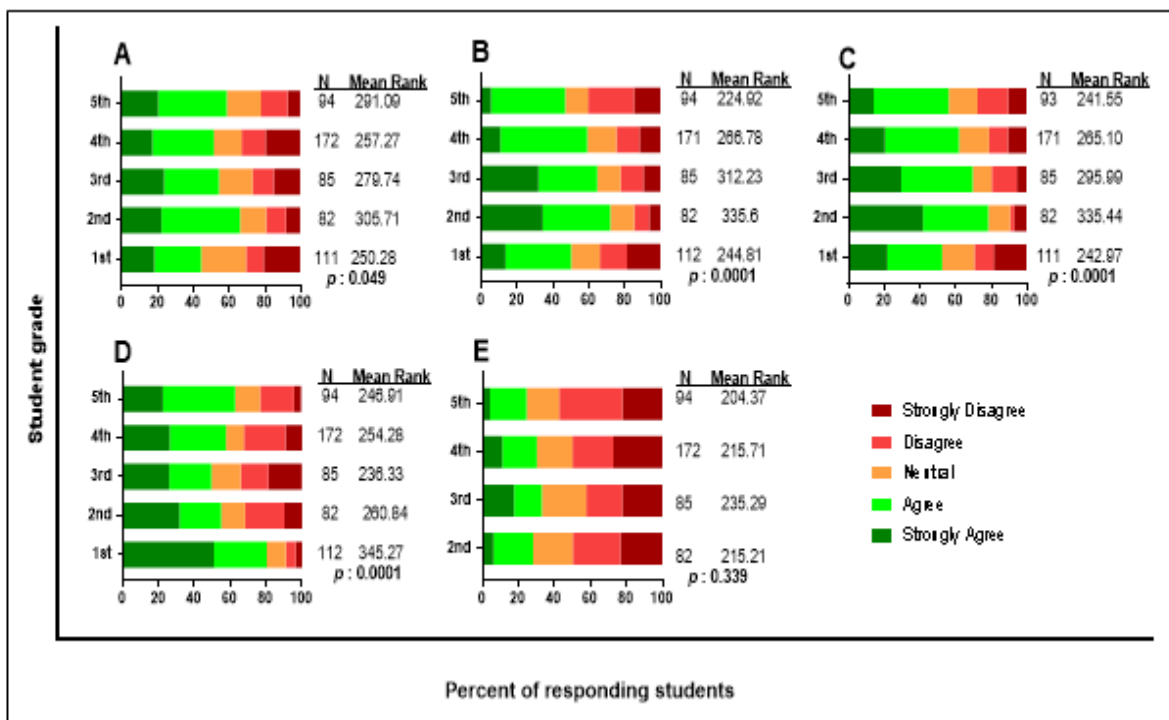 A
N Mean Rank
5th 94 291.09
4th 172 257.27
3rd 85 279.74
2nd 82 305.71
1st 111 250.28
p : 0.049
0 20 40 60 80 100
B
N Mean Rank
5th 94 224.92
4th 171 266.78
3rd 85 312.23
2nd 82 335.6
1st 112 244.81
p : 0.0001
0 20 40 60 80 100
C
N Mean Rank
5th 93 241.55
4th 171 265.10
3rd 85 295.99
2nd 82 335.44
1st 111 242.97
p : 0.0001
0 20 40 60 80 100
D
N Mean Rank
5th 94 246.91
4th 172 254.28
3rd 85 236.33
2nd 82 260.84
1st 112 345.27
p : 0.0001
0 20 40 60 80 100
E
N Mean Rank
5th 94 204.37
4th 172 215.71
3rd 85 235.29
2nd 82 215.21
p : 0.339
0 20 40 60 80 100
Strongly Disagree
Disagree
Neutral
Agree
Strongly Agree
Student grade
Percent of responding students